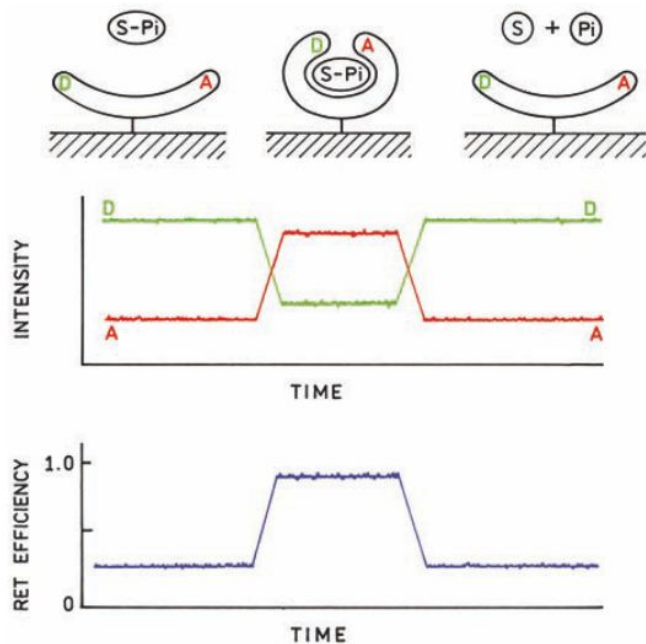 S-Pi
D A
D A
S-Pi
S + Pi
D A
D D
A A
INTENSITY
TIME
1.0
0
RET EFFICIENCY
TIME